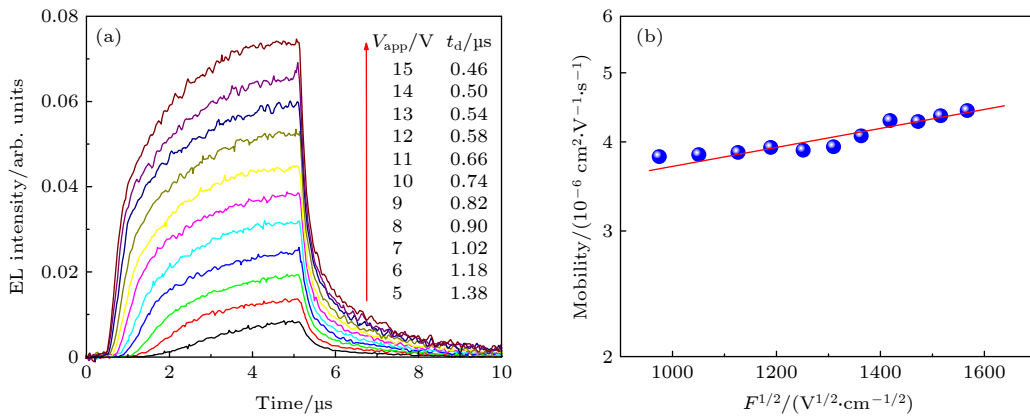 (a)
V_app/V t_d/µs
15 0.46
14 0.50
13 0.54
12 0.58
11 0.66
10 0.74
9 0.82
8 0.90
7 1.02
6 1.18
5 1.38
EL intensity/arb. units
0.08
0.06
0.04
0.02
0
0 2 4 6 8 10
Time/µs
(b)
Mobility/(10⁻⁶ cm²·V⁻¹·s⁻¹)
6
5
4
3
2
1000 1200 1400 1600
F^1/2/(V^1/2·cm^−1/2)